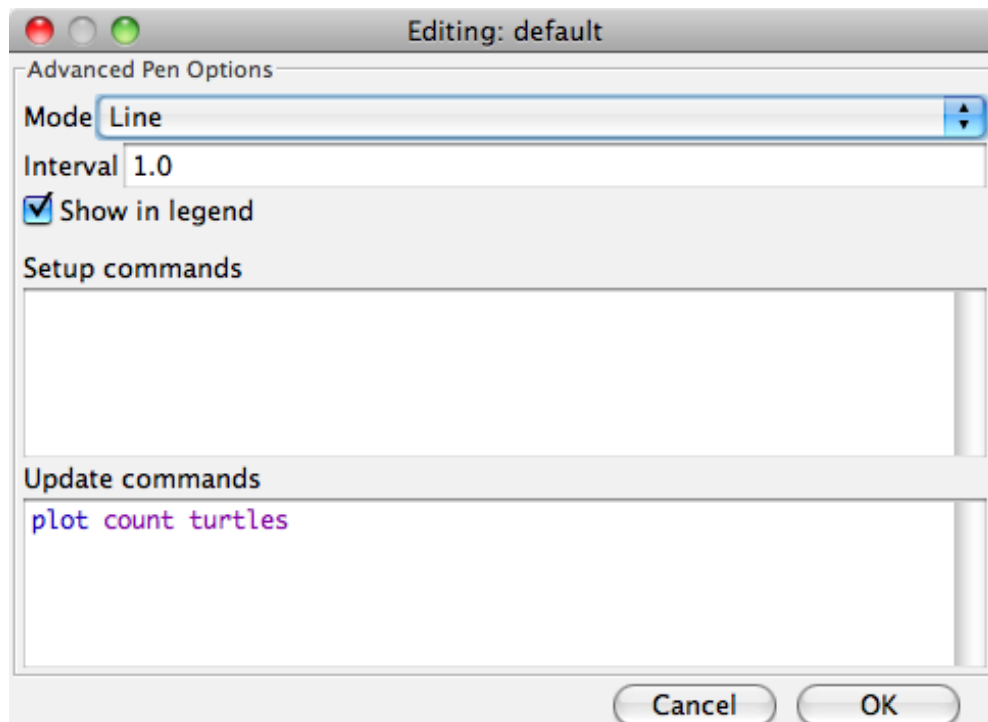 Editing: default
Advanced Pen Options
Mode Line
Interval 1.0
Show in legend
Setup commands
Update commands
plot count turtles
Cancel OK